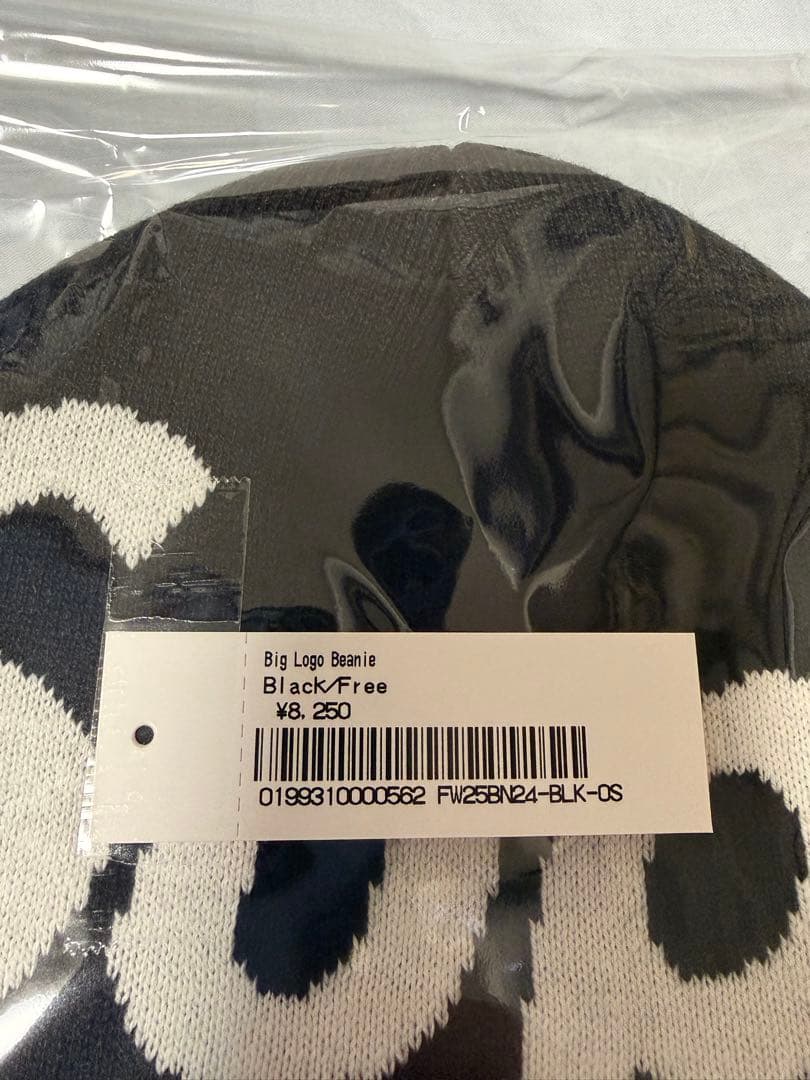 Big Logo Beanie
Black/Free
¥8,250
0199310000562 FW25BN24-BLK-OS